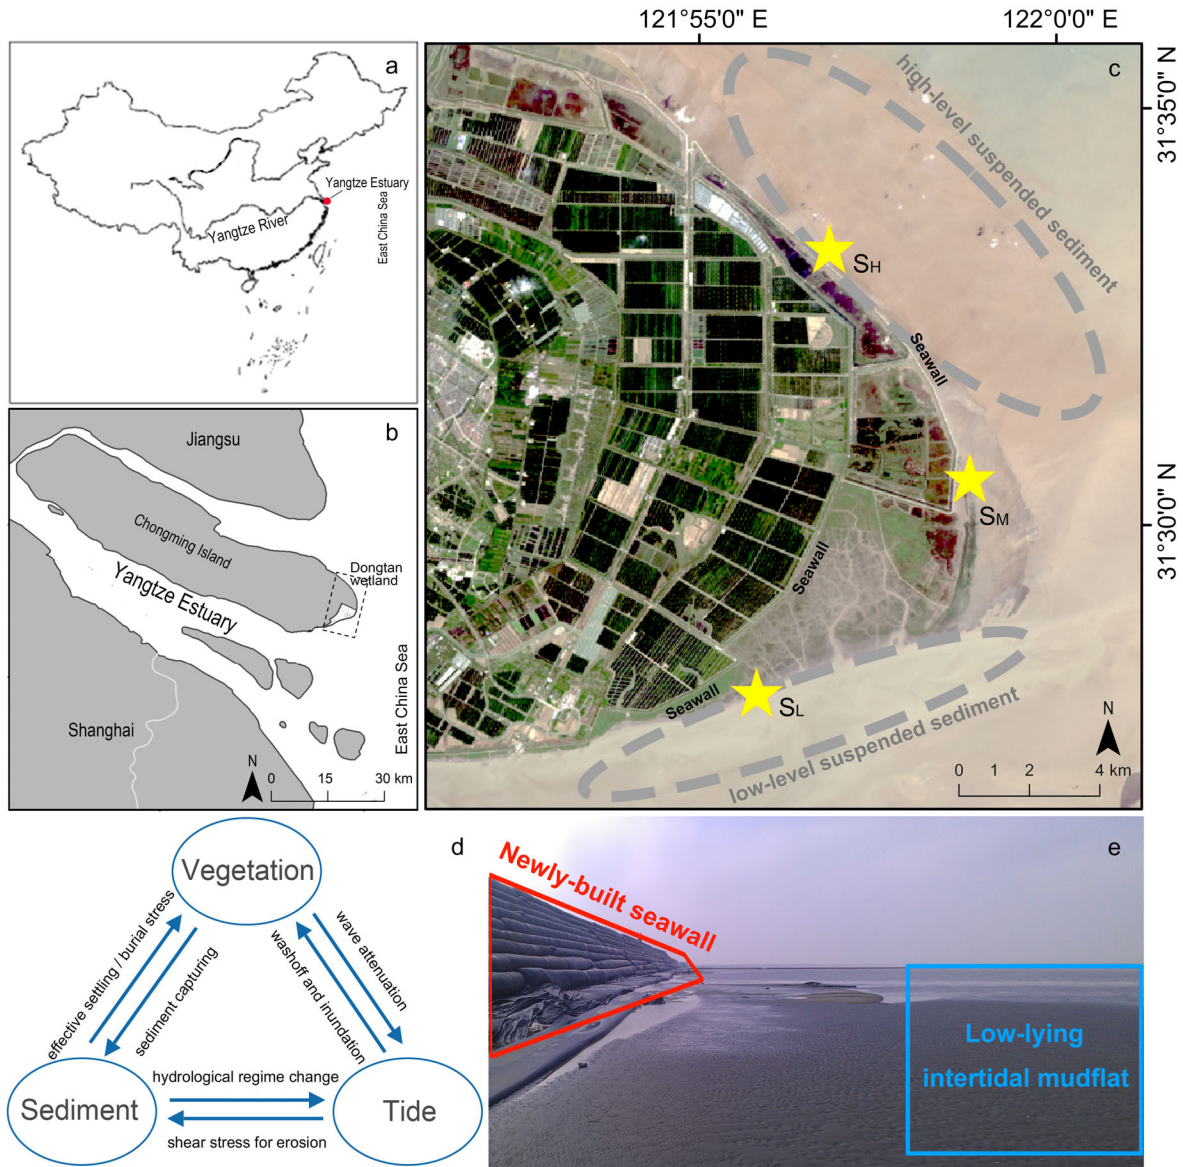 121°55'0" E
122°0'0" E
a
Yangtze Estuary
Yangtze River
East China Sea
c
high-level suspended sediment
31°35'0" N
SH
Seawall
SM
31°30'0" N
Seawall
Seawall
SL
low-level suspended sediment
N
0 1 2 4 km
b
Jiangsu
Chongming Island
Dongtan
wetland
Yangtze Estuary
East China Sea
Shanghai
N
0 15 30 km
d
Vegetation
effective settling / burial stress
sediment capturing
washoff and inundation
wave attenuation
hydrological regime change
Sediment
Tide
shear stress for erosion
e
Newly-built seawall
Low-lying
intertidal mudflat